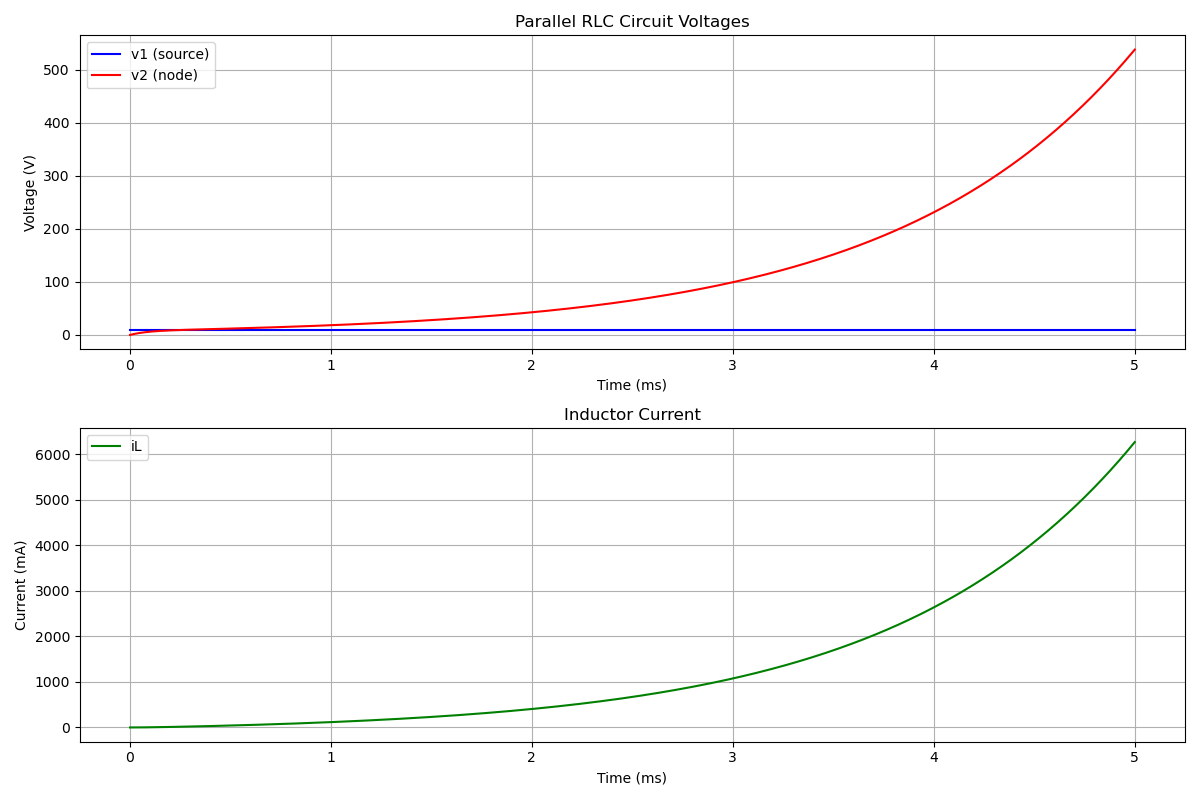 Parallel RLC Circuit Voltages
v1 (source)
v2 (node)
Voltage (V)
500
400
300
200
100
0
0 1 2 3 4 5
Time (ms)
Inductor Current
iL
Current (mA)
6000
5000
4000
3000
2000
1000
0
0 1 2 3 4 5
Time (ms)